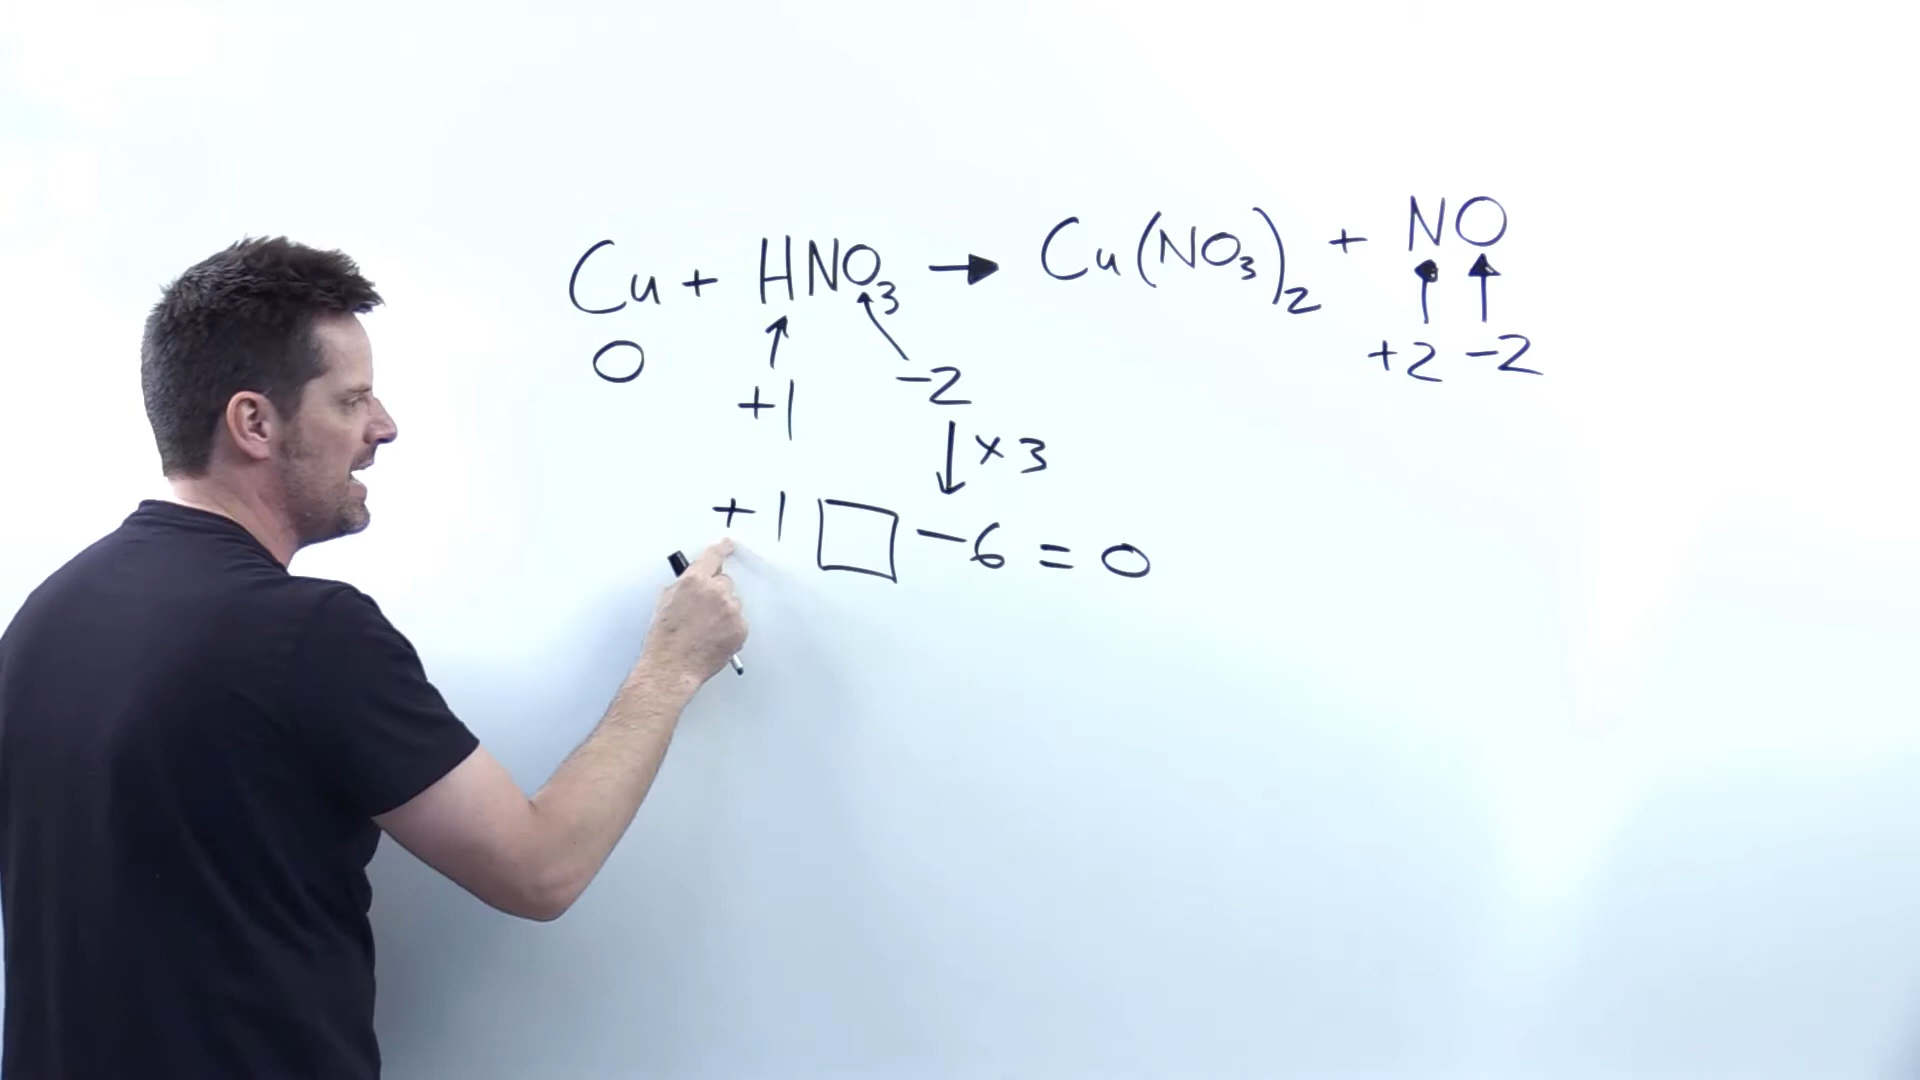 Cu + HNO₃ → Cu(NO₃)₂ + NO
0 +1 -2 +2 -2
↓ × 3
+1 □ -6 = 0